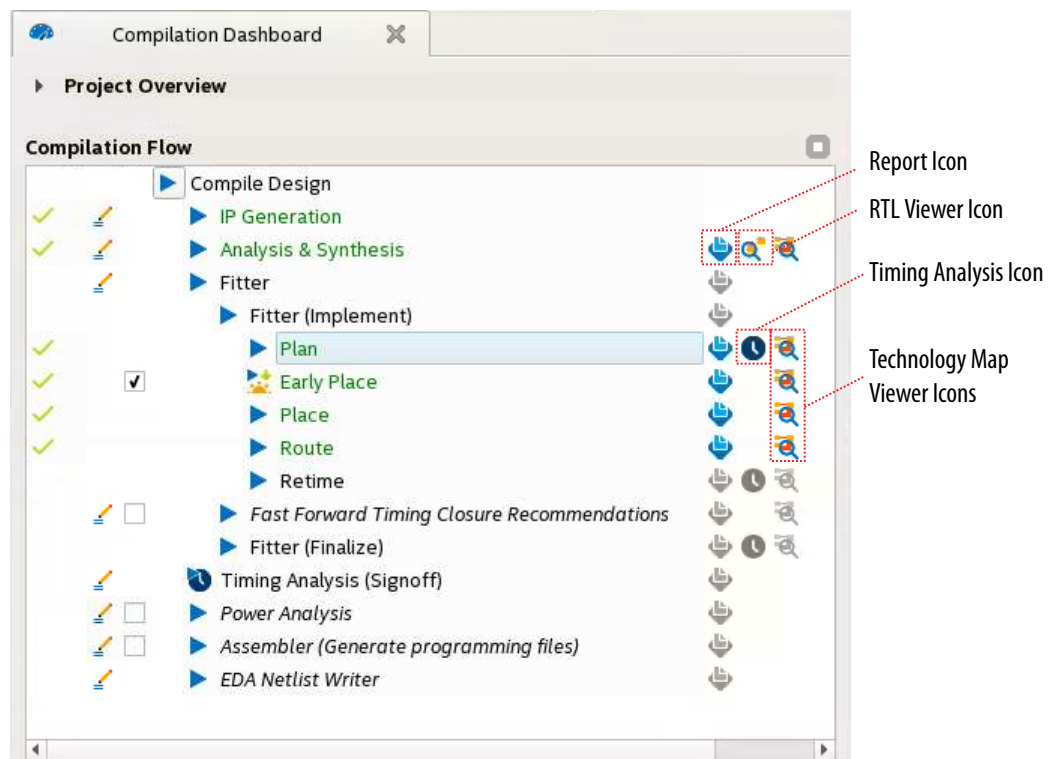 Compilation Dashboard
Project Overview
Compilation Flow
Compile Design
IP Generation
Analysis & Synthesis
Fitter
Fitter (Implement)
Plan
Early Place
Place
Route
Retime
Fast Forward Timing Closure Recommendations
Fitter (Finalize)
Timing Analysis (Signoff)
Power Analysis
Assembler (Generate programming files)
EDA Netlist Writer
Report Icon
RTL Viewer Icon
Timing Analysis Icon
Technology Map
Viewer Icons